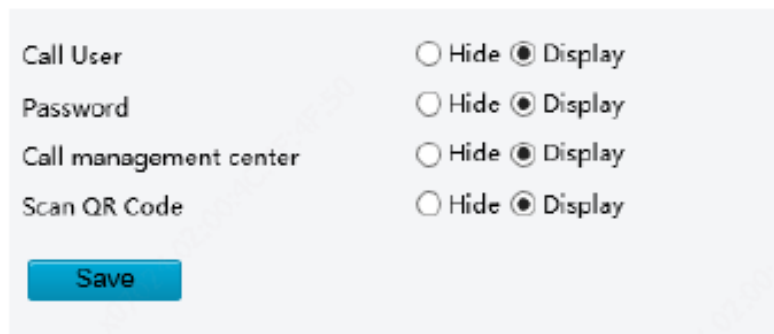 Call User Hide Display
Password Hide Display
Call management center Hide Display
Scan QR Code Hide Display
Save